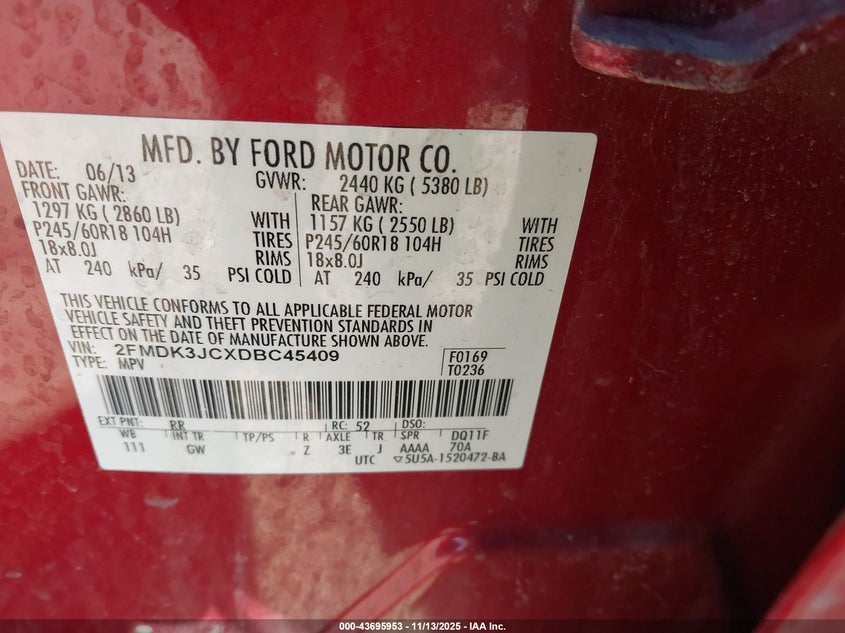 MFD. BY FORD MOTOR CO.
DATE: 06/13 GVWR: 2440 KG ( 5380 LB)
FRONT GAWR: REAR GAWR:
1297 KG ( 2860 LB) WITH 1157 KG ( 2550 LB) WITH
P245/60R18 104H TIRES P245/60R18 104H TIRES
18x8.0J RIMS 18x8.0J RIMS
AT 240 kPa/ 35 PSI COLD AT 240 kPa/ 35 PSI COLD
THIS VEHICLE CONFORMS TO ALL APPLICABLE FEDERAL MOTOR
VEHICLE SAFETY AND THEFT PREVENTION STANDARDS IN
EFFECT ON THE DATE OF MANUFACTURE SHOWN ABOVE.
VIN: 2FMDK3JCXDBC45409 F0169
TYPE: MPV T0236
EXT PNT: RR RC: 52 DSO:
WB INT TR TP/PS R AXLE TR SPR DQ11F
111 GW Z 3E J AAAA 70A
UTC ▽5U5A-1520472-BA
000-43695953 - 11/13/2025 - IAA Inc.